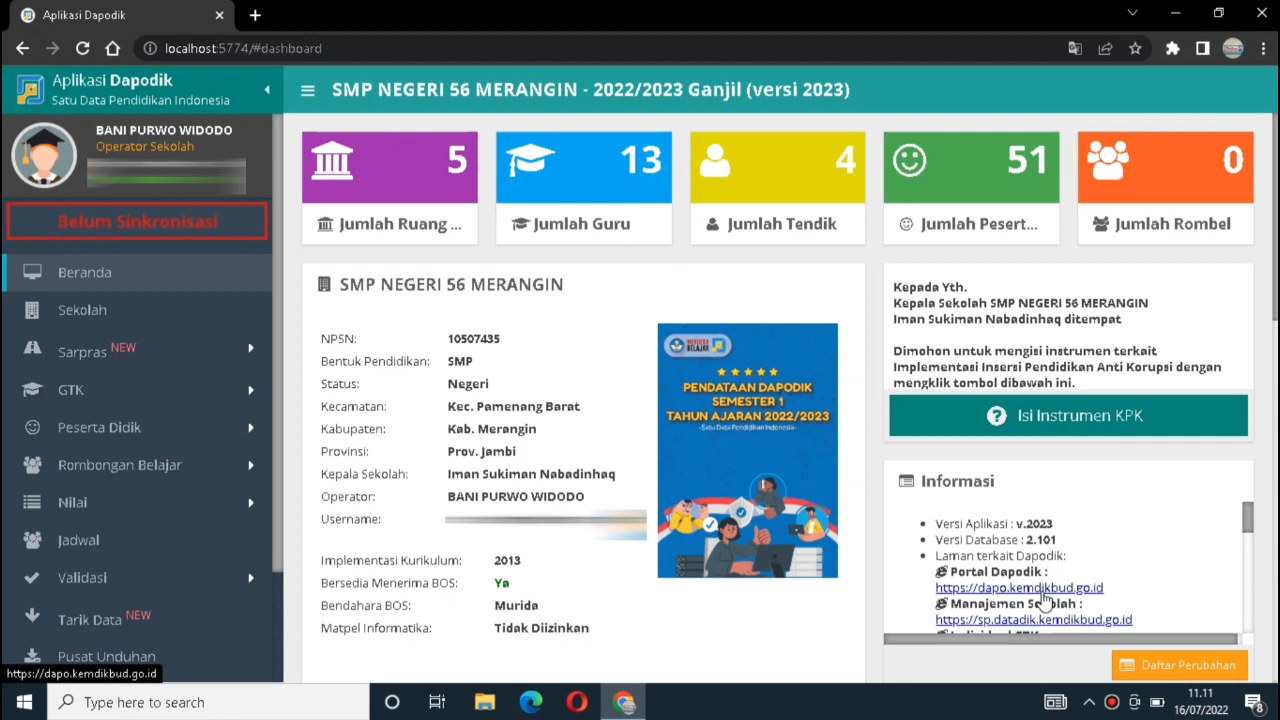 Aplikasi Dapodik
localhost:5774/#dashboard
Aplikasi Dapodik
Satu Data Pendidikan Indonesia
SMP NEGERI 56 MERANGIN - 2022/2023 Ganjil (versi 2023)
BANI PURWO WIDODO
Operator Sekolah
Belum Sinkronisasi
Beranda
Sekolah
Sarpras NEW
GTK
Peserta Didik
Rombongan Belajar
Nilai
Jadwal
Validasi
Tarik Data NEW
Pusat Unduhan
https://dapo.kemdikbud.go.id
5
Jumlah Ruang ...
13
Jumlah Guru
4
Jumlah Tendik
51
Jumlah Pesert...
0
Jumlah Rombel
SMP NEGERI 56 MERANGIN
NPSN: 10507435
Bentuk Pendidikan: SMP
Status: Negeri
Kecamatan: Kec. Pamenang Barat
Kabupaten: Kab. Merangin
Provinsi: Prov. Jambi
Kepala Sekolah: Iman Sukiman Nabadinhaq
Operator: BANI PURWO WIDODO
Username:
Implementasi Kurikulum: 2013
Bersedia Menerima BOS: Ya
Bendahara BOS: Murida
Matpel Informatika: Tidak Diizinkan
MERDEKA
BELAJAR
PENDATAAN DAPODIK
SEMESTER 1
TAHUN AJARAN 2022/2023
-Satu Data Pendidikan Indonesia-
Kepada Yth.
Kepala Sekolah SMP NEGERI 56 MERANGIN
Iman Sukiman Nabadinhaq ditempat
Dimohon untuk mengisi instrumen terkait
Implementasi Insersi Pendidikan Anti Korupsi dengan
mengklik tombol dibawah ini.
Isi Instrumen KPK
Informasi
Versi Aplikasi : v.2023
Versi Database : 2.101
Laman terkait Dapodik:
Portal Dapodik :
https://dapo.kemdikbud.go.id
Manajemen Sekolah :
https://sp.datadik.kemdikbud.go.id
Daftar Perubahan
Type here to search
11.11
16/07/2022
8